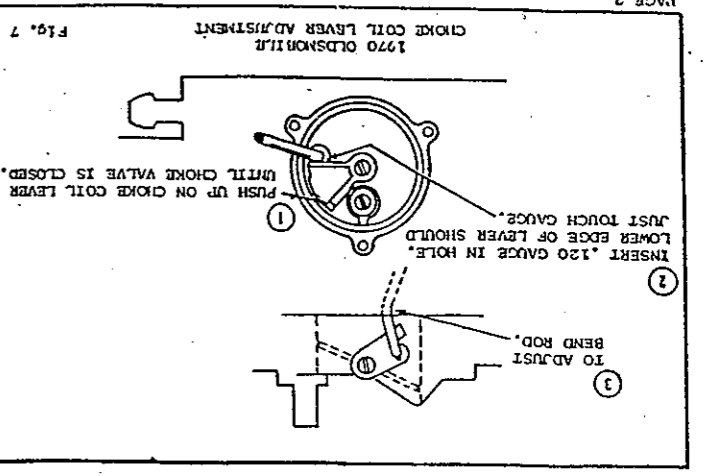 3
TO ADJUST
BEND ROD.
2
INSERT .120 GAUGE IN HOLE.
LOWER EDGE OF LEVER SHOULD
JUST TOUCH GAUGE.
1
PUSH UP ON CHOKE COIL LEVER
UNTIL CHOKE VALVE IS CLOSED.
1970 OLDSMOBILE
CHOKE COIL LEVER ADJUSTMENT
Fig. 7
PAGE 2